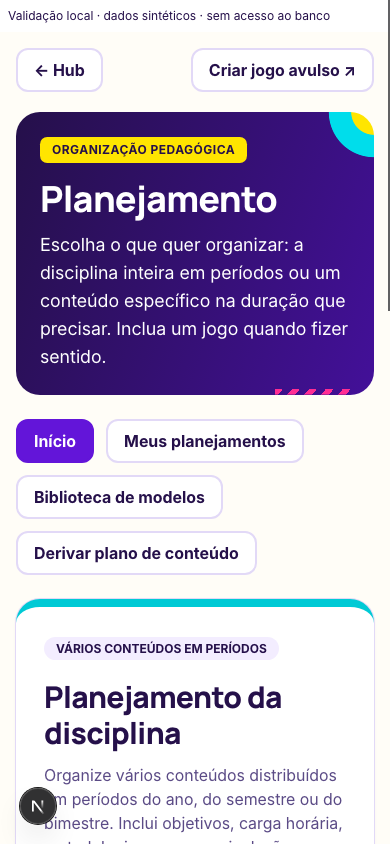 Validação local · dados sintéticos · sem acesso ao banco
← Hub
Criar jogo avulso ↗
ORGANIZAÇÃO PEDAGÓGICA
Planejamento
Escolha o que quer organizar: a
disciplina inteira em períodos ou um
conteúdo específico na duração que
precisar. Inclua um jogo quando fizer
sentido.
Início
Meus planejamentos
Biblioteca de modelos
Derivar plano de conteúdo
VÁRIOS CONTEÚDOS EM PERÍODOS
Planejamento da
disciplina
Organize vários conteúdos distribuídos
em períodos do ano, do semestre ou do
bimestre. Inclui objetivos, carga horária,
N